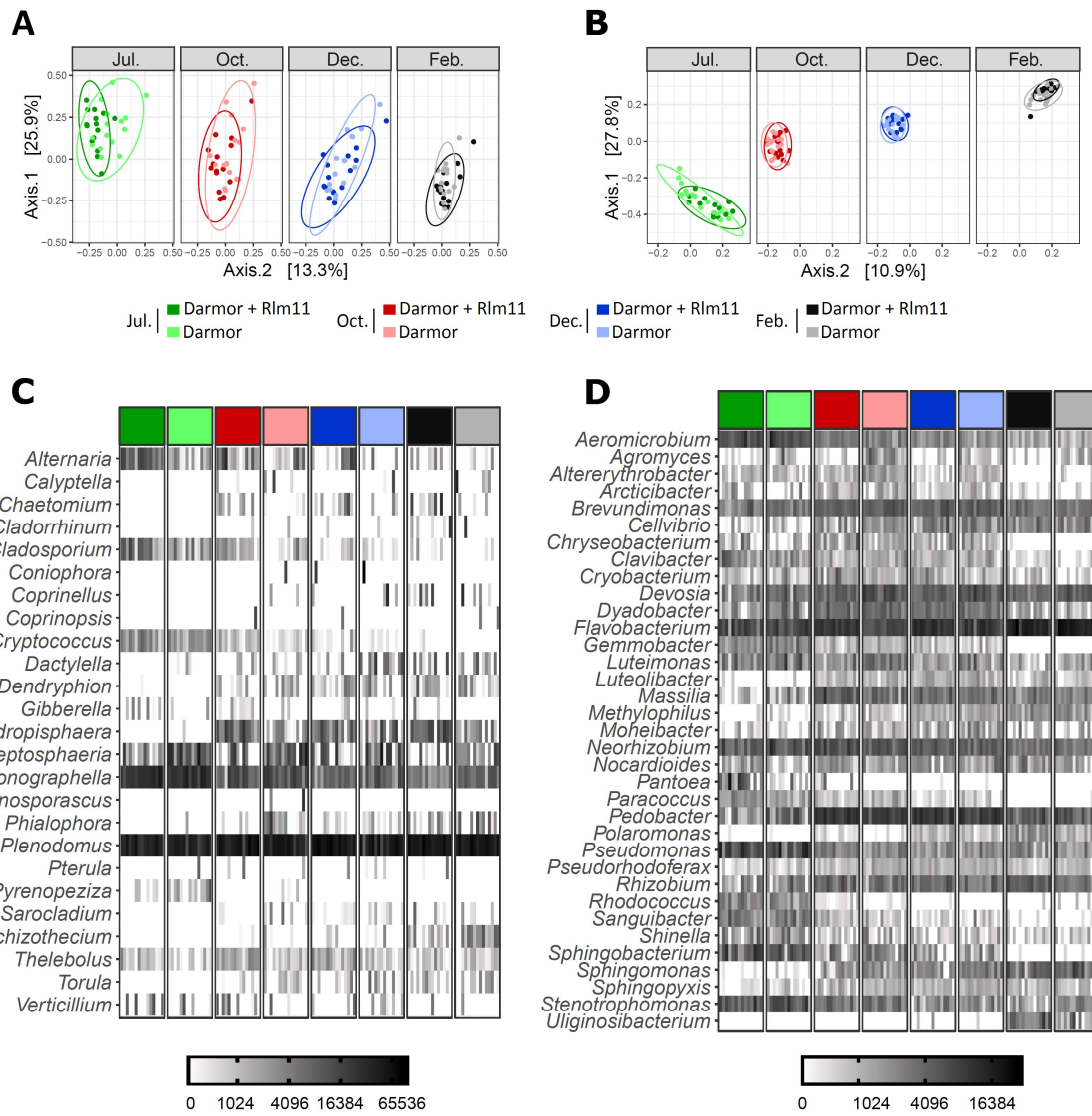 A
Jul.
Oct.
Dec.
Feb.
Axis.1 [25.9%]
0.50
0.25
0.00
−0.25
−0.50
−0.25 0.00 0.25 0.50
−0.25 0.00 0.25 0.50
−0.25 0.00 0.25 0.50
−0.25 0.00 0.25 0.50
Axis.2 [13.3%]
B
Jul.
Oct.
Dec.
Feb.
Axis.1 [27.8%]
0.2
0.0
−0.2
−0.4
−0.2 0.0 0.2
−0.2 0.0 0.2
−0.2 0.0 0.2
−0.2 0.0 0.2
Axis.2 [10.9%]
Jul.
Darmor + Rlm11
Darmor
Oct.
Darmor + Rlm11
Darmor
Dec.
Darmor + Rlm11
Darmor
Feb.
Darmor + Rlm11
Darmor
C
Alternaria
Calyptella
Chaetomium
Cladorrhinum
Cladosporium
Coniophora
Coprinellus
Coprinopsis
Cryptococcus
Dactylella
Dendryphion
Gibberella
dropisphaera
eptosphaeria
onographella
nosporascus
Phialophora
Plenodomus
Pterula
Pyrenopeziza
Sarocladium
chizothecium
Thelebolus
Torula
Verticillium
0 1024 4096 16384 65536
D
Aeromicrobium
Agromyces
Altererythrobacter
Arcticibacter
Brevundimonas
Cellvibrio
Chryseobacterium
Clavibacter
Cryobacterium
Devosia
Dyadobacter
Flavobacterium
Gemmobacter
Luteimonas
Luteolibacter
Massilia
Methylophilus
Moheibacter
Neorhizobium
Nocardioides
Pantoea
Paracoccus
Pedobacter
Polaromonas
Pseudomonas
Pseudorhodoferax
Rhizobium
Rhodococcus
Sanguibacter
Shinella
Sphingobacterium
Sphingomonas
Sphingopyxis
Stenotrophomonas
Uliginosibacterium
0 1024 4096 16384